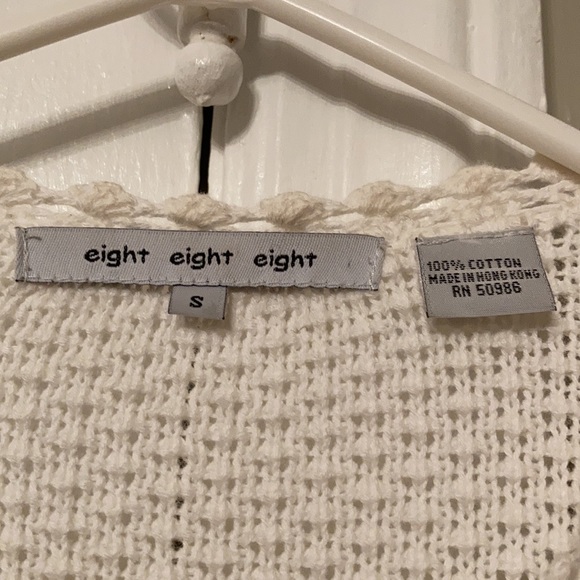 eight eight eight
S
100% COTTON
MADE IN HONG KONG
RN 50986